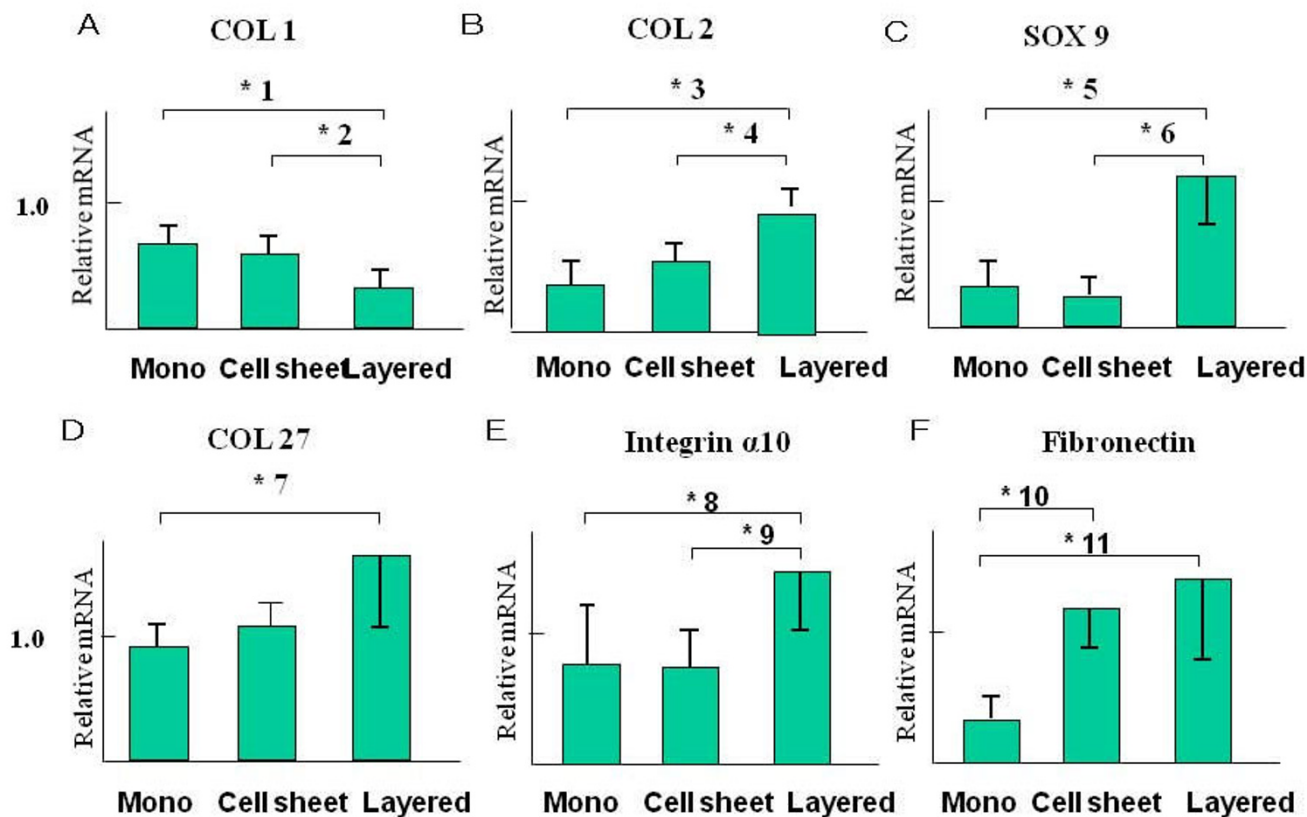 A
COL 1
* 1
* 2
Relative mRNA
1.0
Mono Cell sheet Layered
B
COL 2
* 3
* 4
Relative mRNA
Mono Cell sheet Layered
C
SOX 9
* 5
* 6
Relative mRNA
Mono Cell sheet Layered
D
COL 27
* 7
Relative mRNA
1.0
Mono Cell sheet Layered
E
Integrin α10
* 8
* 9
Relative mRNA
Mono Cell sheet Layered
F
Fibronectin
* 10
* 11
Relative mRNA
Mono Cell sheet Layered